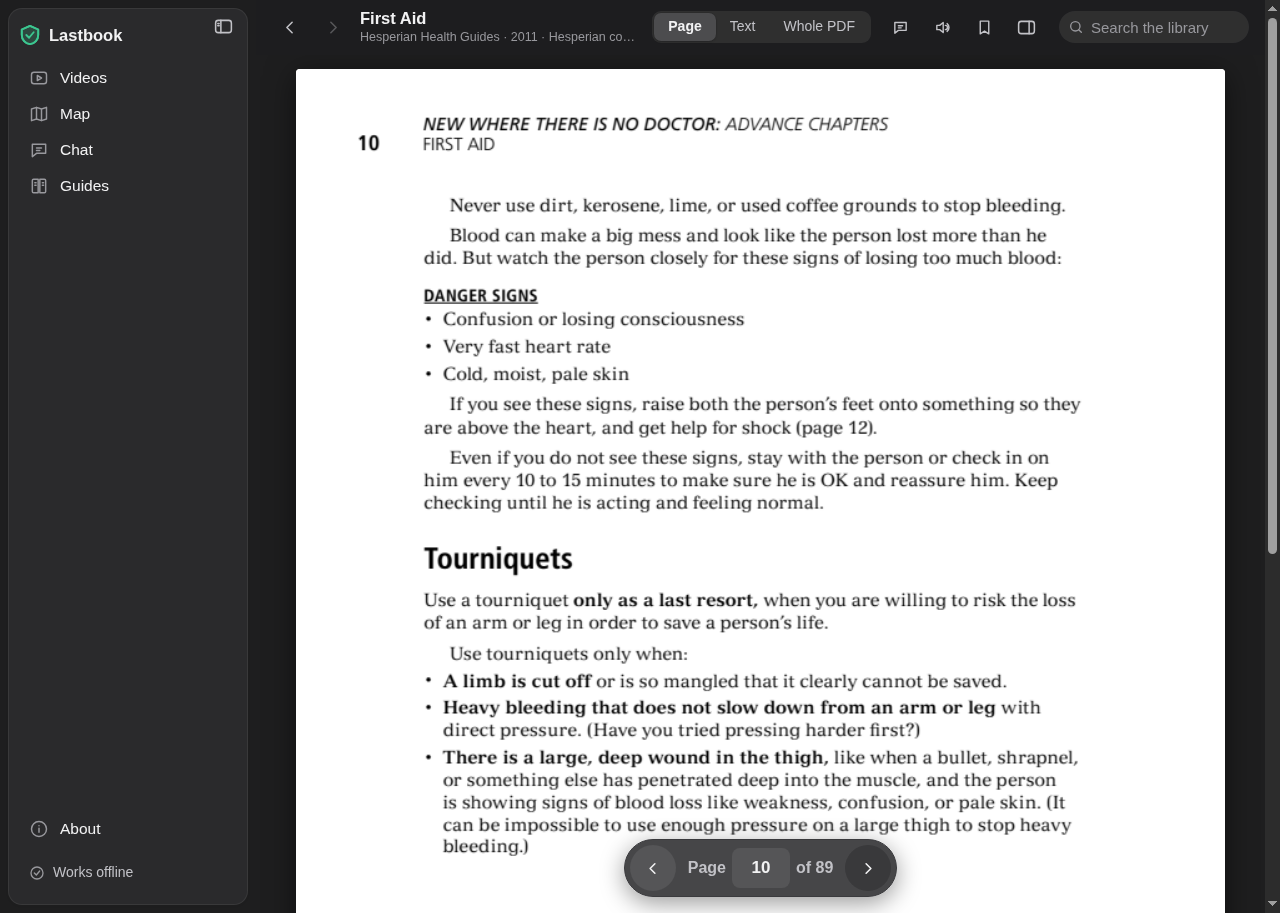 Lastbook
Videos
Map
Chat
Guides
About
Works offline
First Aid
Hesperian Health Guides · 2011 · Hesperian co…
Page
Text
Whole PDF
Search the library
NEW WHERE THERE IS NO DOCTOR: ADVANCE CHAPTERS
10
FIRST AID
Never use dirt, kerosene, lime, or used coffee grounds to stop bleeding.
Blood can make a big mess and look like the person lost more than he
did. But watch the person closely for these signs of losing too much blood:
DANGER SIGNS
• Confusion or losing consciousness
• Very fast heart rate
• Cold, moist, pale skin
If you see these signs, raise both the person's feet onto something so they
are above the heart, and get help for shock (page 12).
Even if you do not see these signs, stay with the person or check in on
him every 10 to 15 minutes to make sure he is OK and reassure him. Keep
checking until he is acting and feeling normal.
Tourniquets
Use a tourniquet only as a last resort, when you are willing to risk the loss
of an arm or leg in order to save a person's life.
Use tourniquets only when:
• A limb is cut off or is so mangled that it clearly cannot be saved.
• Heavy bleeding that does not slow down from an arm or leg with
direct pressure. (Have you tried pressing harder first?)
• There is a large, deep wound in the thigh, like when a bullet, shrapnel,
or something else has penetrated deep into the muscle, and the person
is showing signs of blood loss like weakness, confusion, or pale skin. (It
can be impossible to use enough pressure on a large thigh to stop heavy
bleeding.)
Page 10 of 89